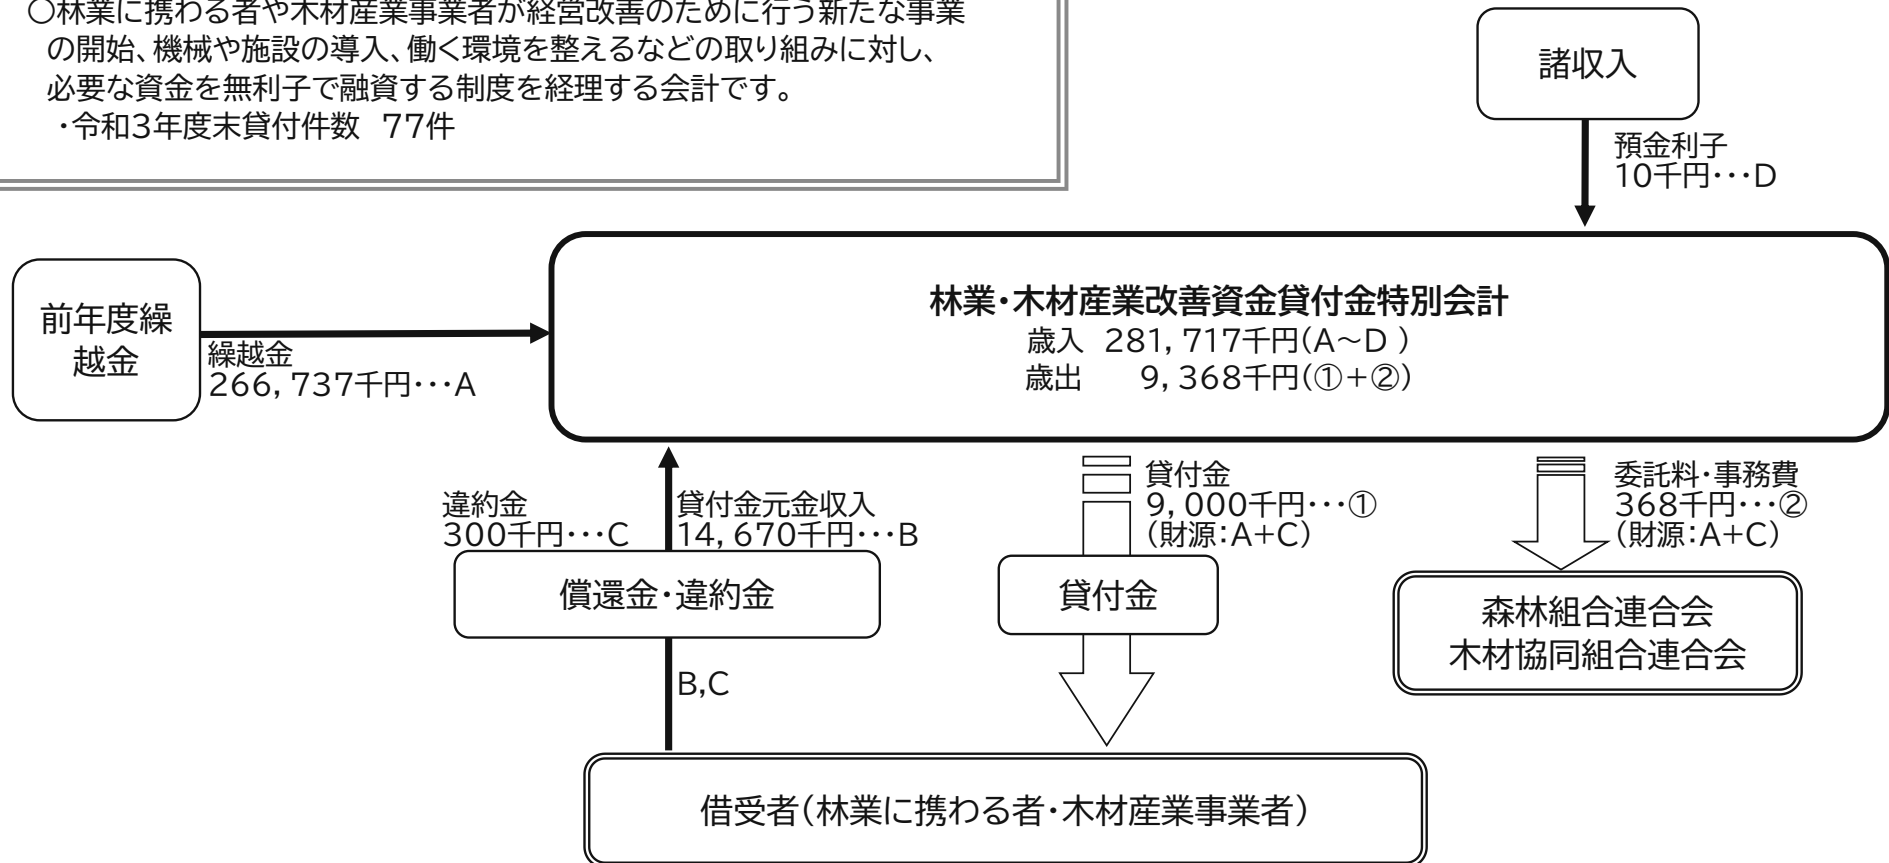 ○林業に携わる者や木材産業事業者が経営改善のために行う新たな事業
の開始、機械や施設の導入、働く環境を整えるなどの取り組みに対し、
必要な資金を無利子で融資する制度を経理する会計です。
・令和3年度末貸付件数 77件
諸収入
預金利子
10千円・・・D
前年度繰
越金
繰越金
266,737千円・・・A
林業・木材産業改善資金貸付金特別会計
歳入 281,717千円(A～D )
歳出 9,368千円(①+②)
違約金
300千円・・・C
貸付金元金収入
14,670千円・・・B
貸付金
9,000千円・・・①
(財源:A+C)
委託料・事務費
368千円・・・②
(財源:A+C)
償還金・違約金
貸付金
森林組合連合会
木材協同組合連合会
B,C
借受者(林業に携わる者・木材産業事業者)